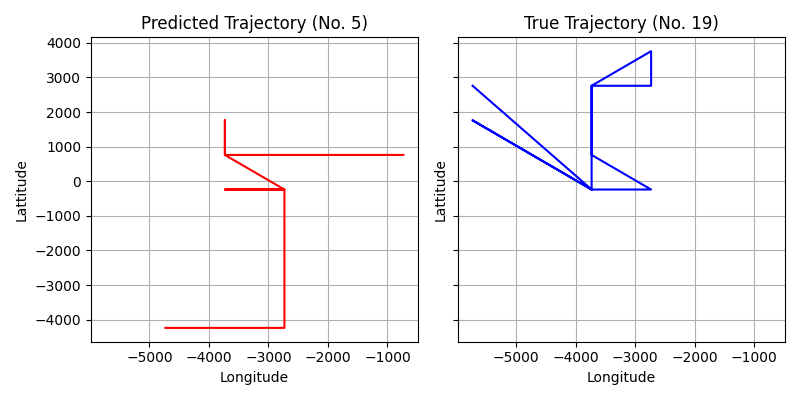 Predicted Trajectory (No. 5)
4000
3000
2000
1000
0
−1000
−2000
−3000
−4000
Lattitude
−5000 −4000 −3000 −2000 −1000
Longitude
True Trajectory (No. 19)
Lattitude
−5000 −4000 −3000 −2000 −1000
Longitude